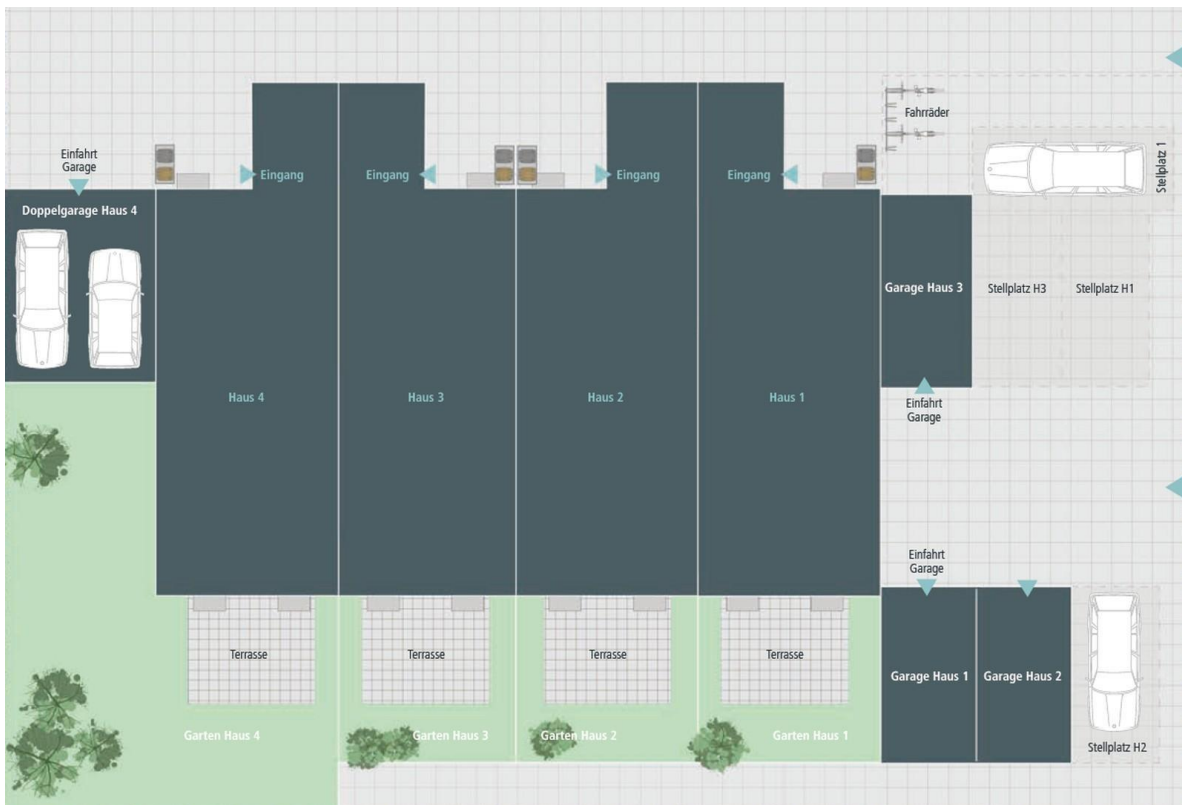 Fahrräder
Stellplatz 1
Einfahrt
Garage
Eingang
Eingang
Eingang
Eingang
Doppelgarage Haus 4
Garage Haus 3
Stellplatz H3
Stellplatz H1
Haus 4
Haus 3
Haus 2
Haus 1
Einfahrt
Garage
Einfahrt
Garage
Terrasse
Terrasse
Terrasse
Terrasse
Garage Haus 1
Garage Haus 2
Garten Haus 4
Garten Haus 3
Garten Haus 2
Garten Haus 1
Stellplatz H2